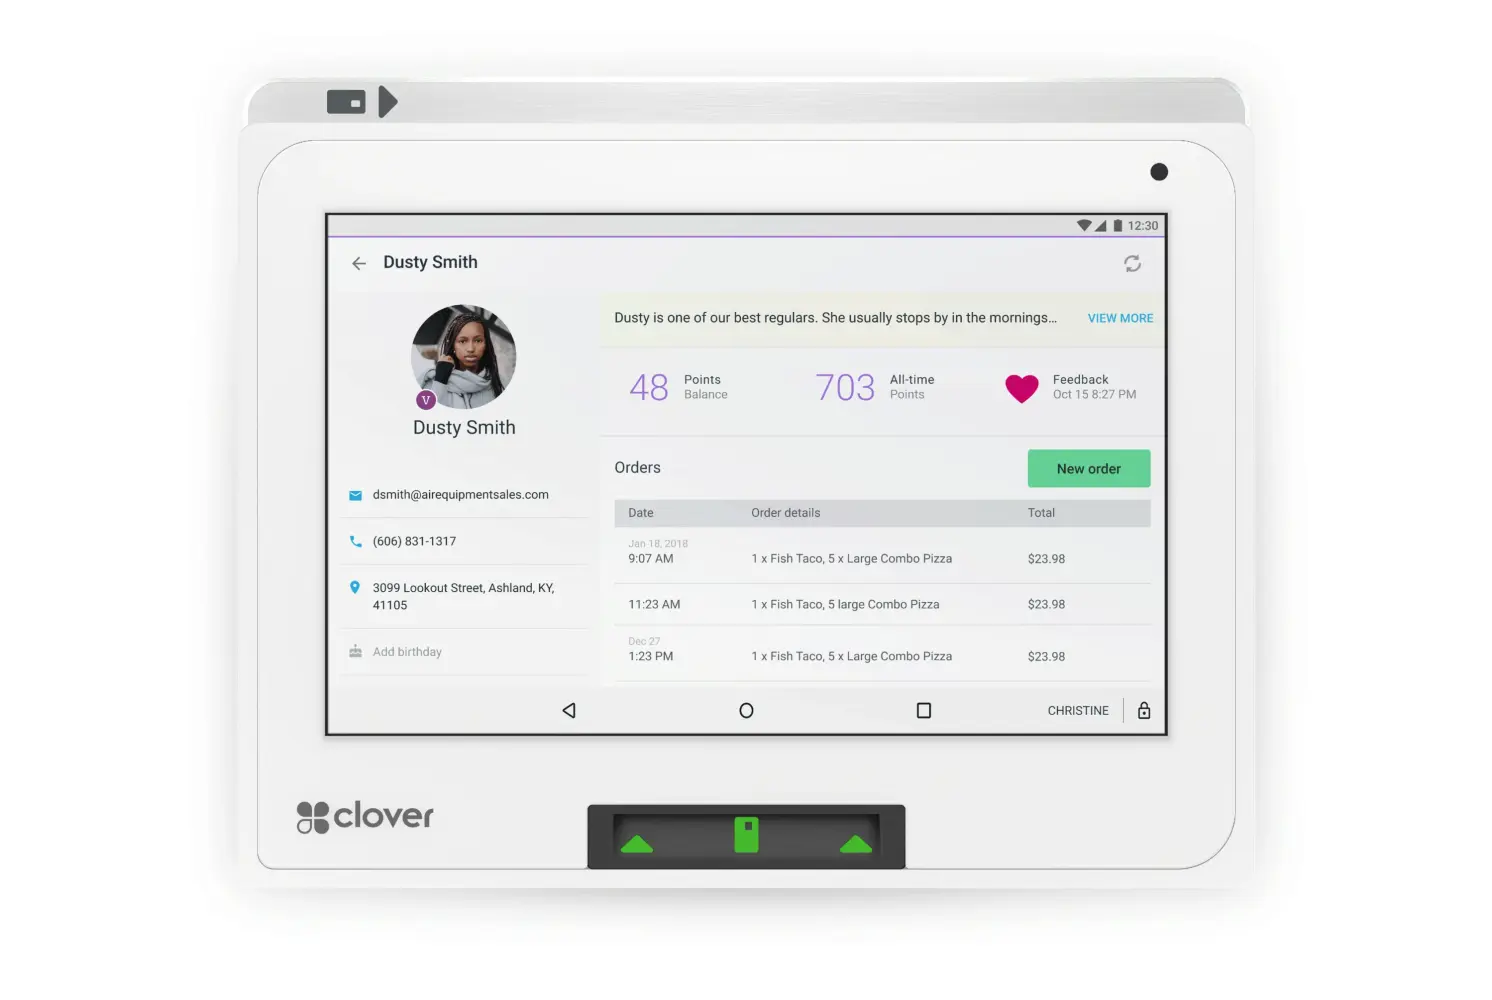 12:30
Dusty Smith
Dusty is one of our best regulars. She usually stops by in the mornings... VIEW MORE
V
Dusty Smith
48 Points
Balance
703 All-time
Points
Feedback
Oct 15 8:27 PM
dsmith@airequipmentsales.com
(606) 831-1317
3099 Lookout Street, Ashland, KY,
41105
Add birthday
Orders New order
Date Order details Total
Jan 18, 2018
9:07 AM 1 x Fish Taco, 5 x Large Combo Pizza $23.98
11:23 AM 1 x Fish Taco, 5 large Combo Pizza $23.98
Dec 27
1:23 PM 1 x Fish Taco, 5 x Large Combo Pizza $23.98
CHRISTINE
clover